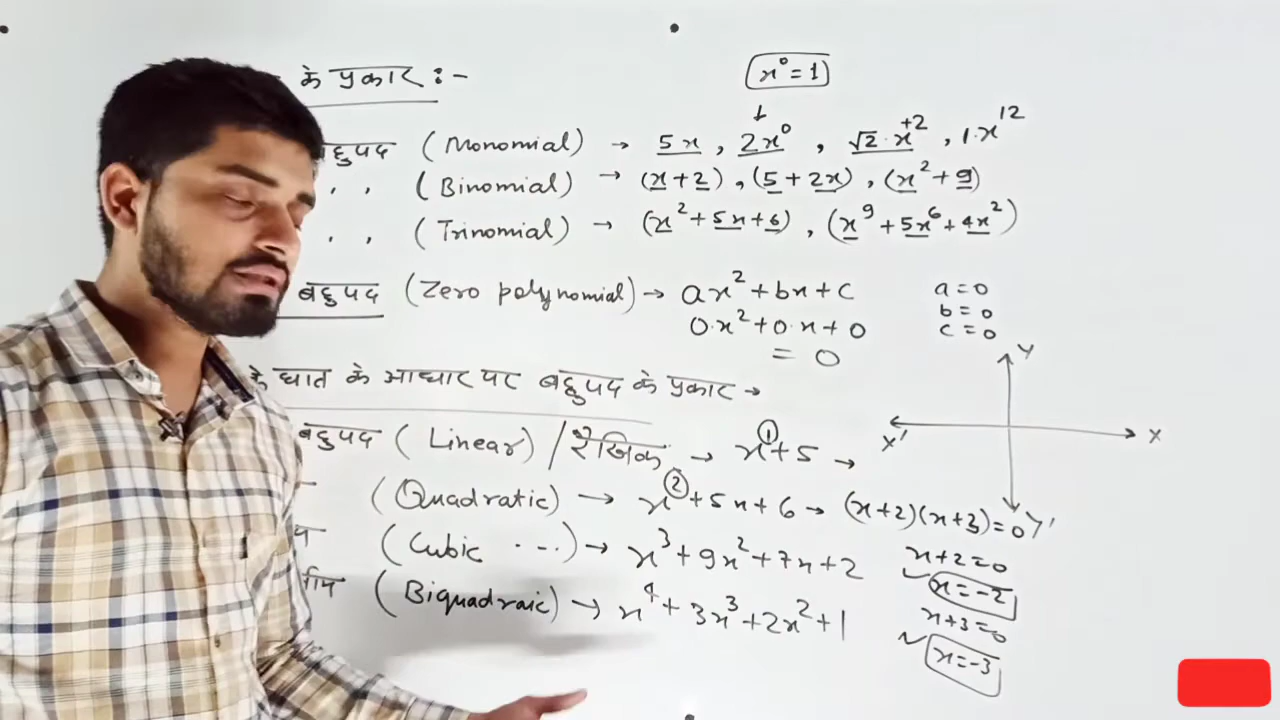 के प्रकार :-
x⁰ = 1
↓
बहुपद (Monomial) → 5x , 2x⁰ , √2·x⁺² , 1·x¹²
, , (Binomial) → (x+2) , (5+2x) , (x²+9)
, , (Trinomial) → (x²+5x+6) , (x⁹+5x⁶+4x²)
बहुपद (Zero polynomial) → ax²+bx+c
a=0
b=0
c=0
0·x²+0·x+0
= 0
के घात के आधार पर बहुपद के प्रकार →
Y
X' X
Y'
बहुपद (Linear) / रैखिक → x¹+5 →
(Quadratic) → x²+5x+6 → (x+2)(x+3)=0
(Cubic ...) → x³+9x²+7x+2
(Biquadraic) → x⁴+3x³+2x²+1
x+2=0
x=-2
x+3=0
x=-3